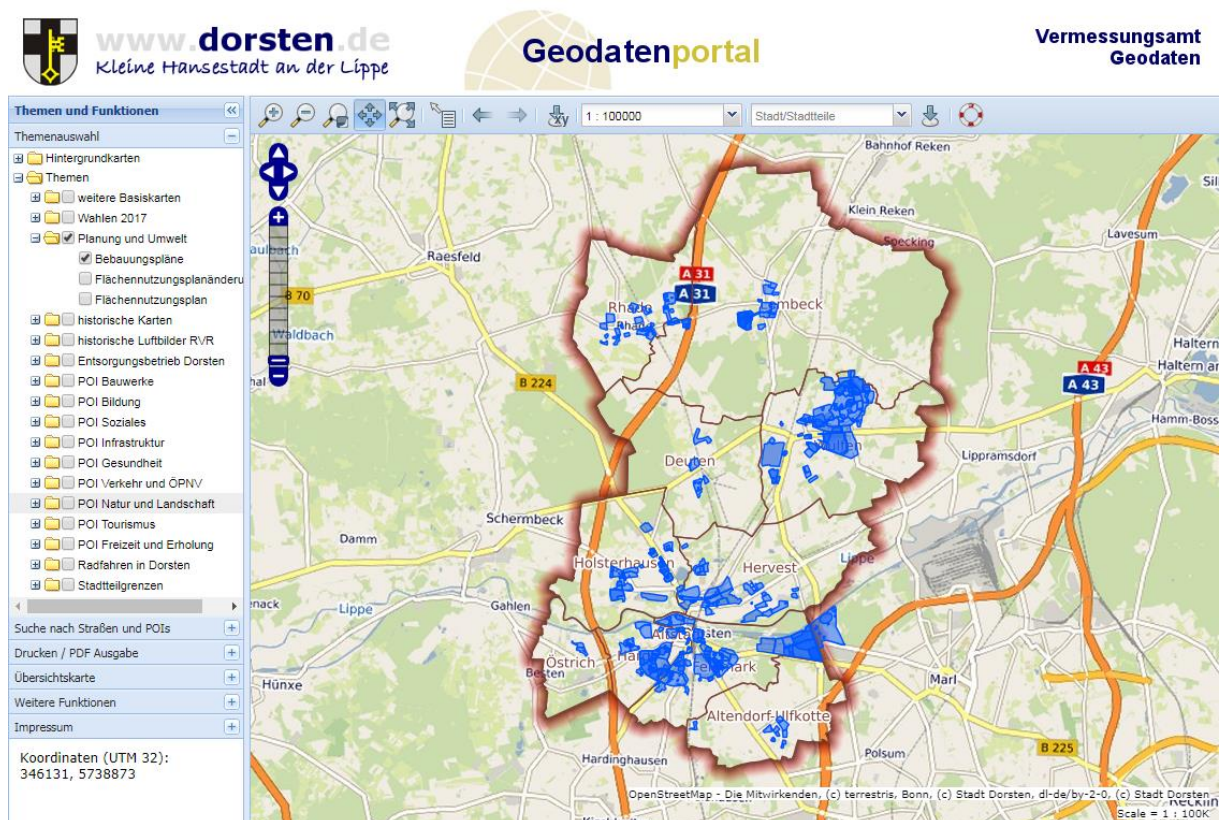 www.dorsten.de
Kleine Hansestadt an der Lippe
Geodatenportal
Vermessungsamt
Geodaten
Themen und Funktionen
Themenauswahl
Hintergrundkarten
Themen
weitere Basiskarten
Wahlen 2017
Planung und Umwelt
Bebauungspläne
Flächennutzungsplanänderu
Flächennutzungsplan
historische Karten
historische Luftbilder RVR
Entsorgungsbetrieb Dorsten
POI Bauwerke
POI Bildung
POI Soziales
POI Infrastruktur
POI Gesundheit
POI Verkehr und ÖPNV
POI Natur und Landschaft
POI Tourismus
POI Freizeit und Erholung
Radfahren in Dorsten
Stadtteilgrenzen
Suche nach Straßen und POIs
Drucken / PDF Ausgabe
Übersichtskarte
Weitere Funktionen
Impressum
Koordinaten (UTM 32):
346131, 5738873
xy
1 : 100000
Stadt/Stadtteile
Bahnhof Reken
Klein Reken
Specking
Lavesum
Raesfeld
A 31
A 31
B 70
Rhade
Haltern
A 43
A 43
B 224
Hamm-Boss
Lippramsdorf
Deuten
Schermbeck
Damm
Holsterhausen
Hervest
Lippe
Lippe
Gahlen
Östrich
Besten
Hünxe
Marl
Altendorf-Ulfkotte
B 225
Polsum
Hardinghausen
OpenStreetMap - Die Mitwirkenden, (c) terrestris, Bonn, (c) Stadt Dorsten, dl-de/by-2-0, (c) Stadt Dorsten
Scale = 1 : 100K